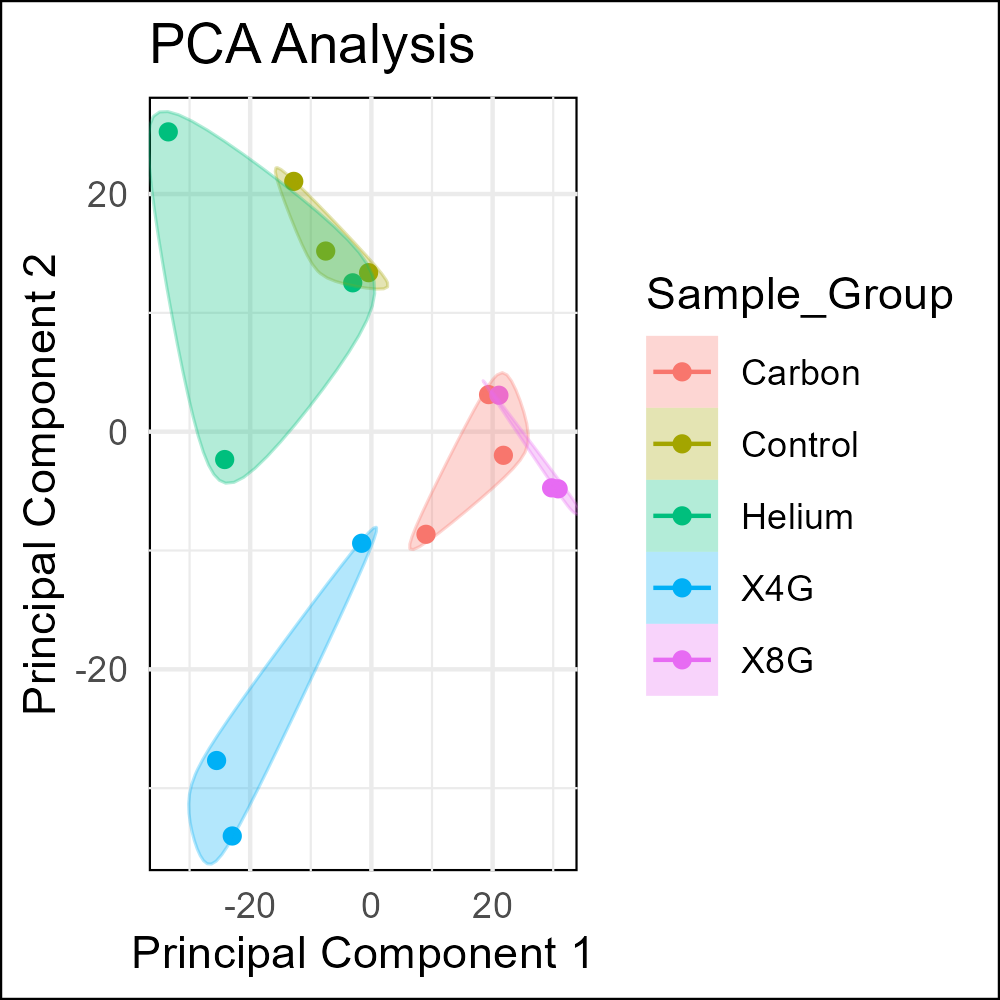 PCA Analysis
Principal Component 2
20
0
-20
-20 0 20
Principal Component 1
Sample_Group
Carbon
Control
Helium
X4G
X8G